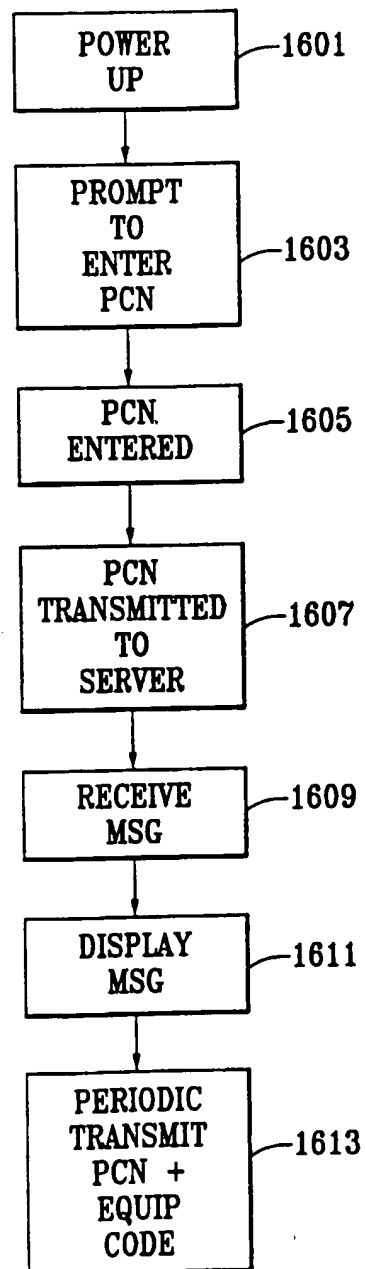 POWER
UP
1601
PROMPT
TO
ENTER
PCN
1603
PCN
ENTERED
1605
PCN
TRANSMITTED
TO
SERVER
1607
RECEIVE
MSG
1609
DISPLAY
MSG
1611
PERIODIC
TRANSMIT
PCN +
EQUIP
CODE
1613